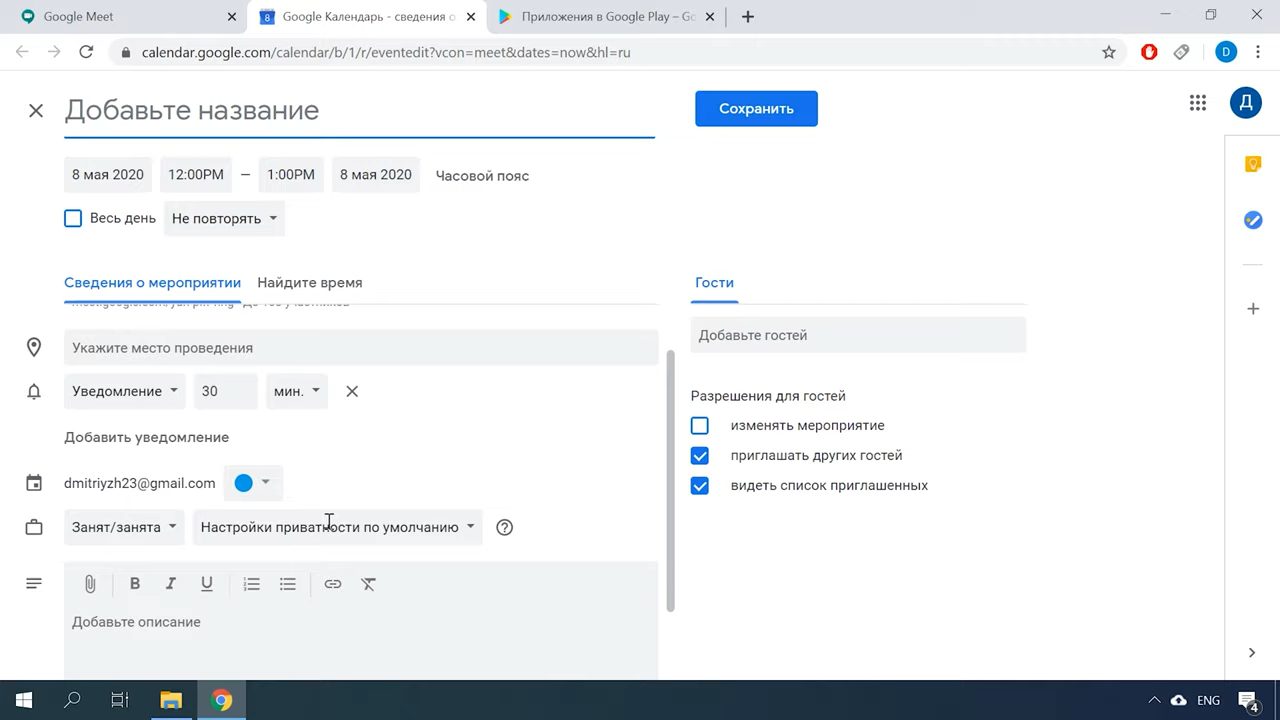 Google Meet
Google Календарь - сведения о
Приложения в Google Play – Go
calendar.google.com/calendar/b/1/r/eventedit?vcon=meet&dates=now&hl=ru
D
8
Добавьте название
Сохранить
Д
8 мая 2020 12:00PM – 1:00PM 8 мая 2020 Часовой пояс
Весь день Не повторять
Сведения о мероприятии Найдите время
Гости
Укажите место проведения
Добавьте гостей
Уведомление 30 мин.
Разрешения для гостей
изменять мероприятие
Добавить уведомление
приглашать других гостей
dmitriyzh23@gmail.com
видеть список приглашенных
Занят/занята Настройки приватности по умолчанию
B I U
Добавьте описание
ENG
4